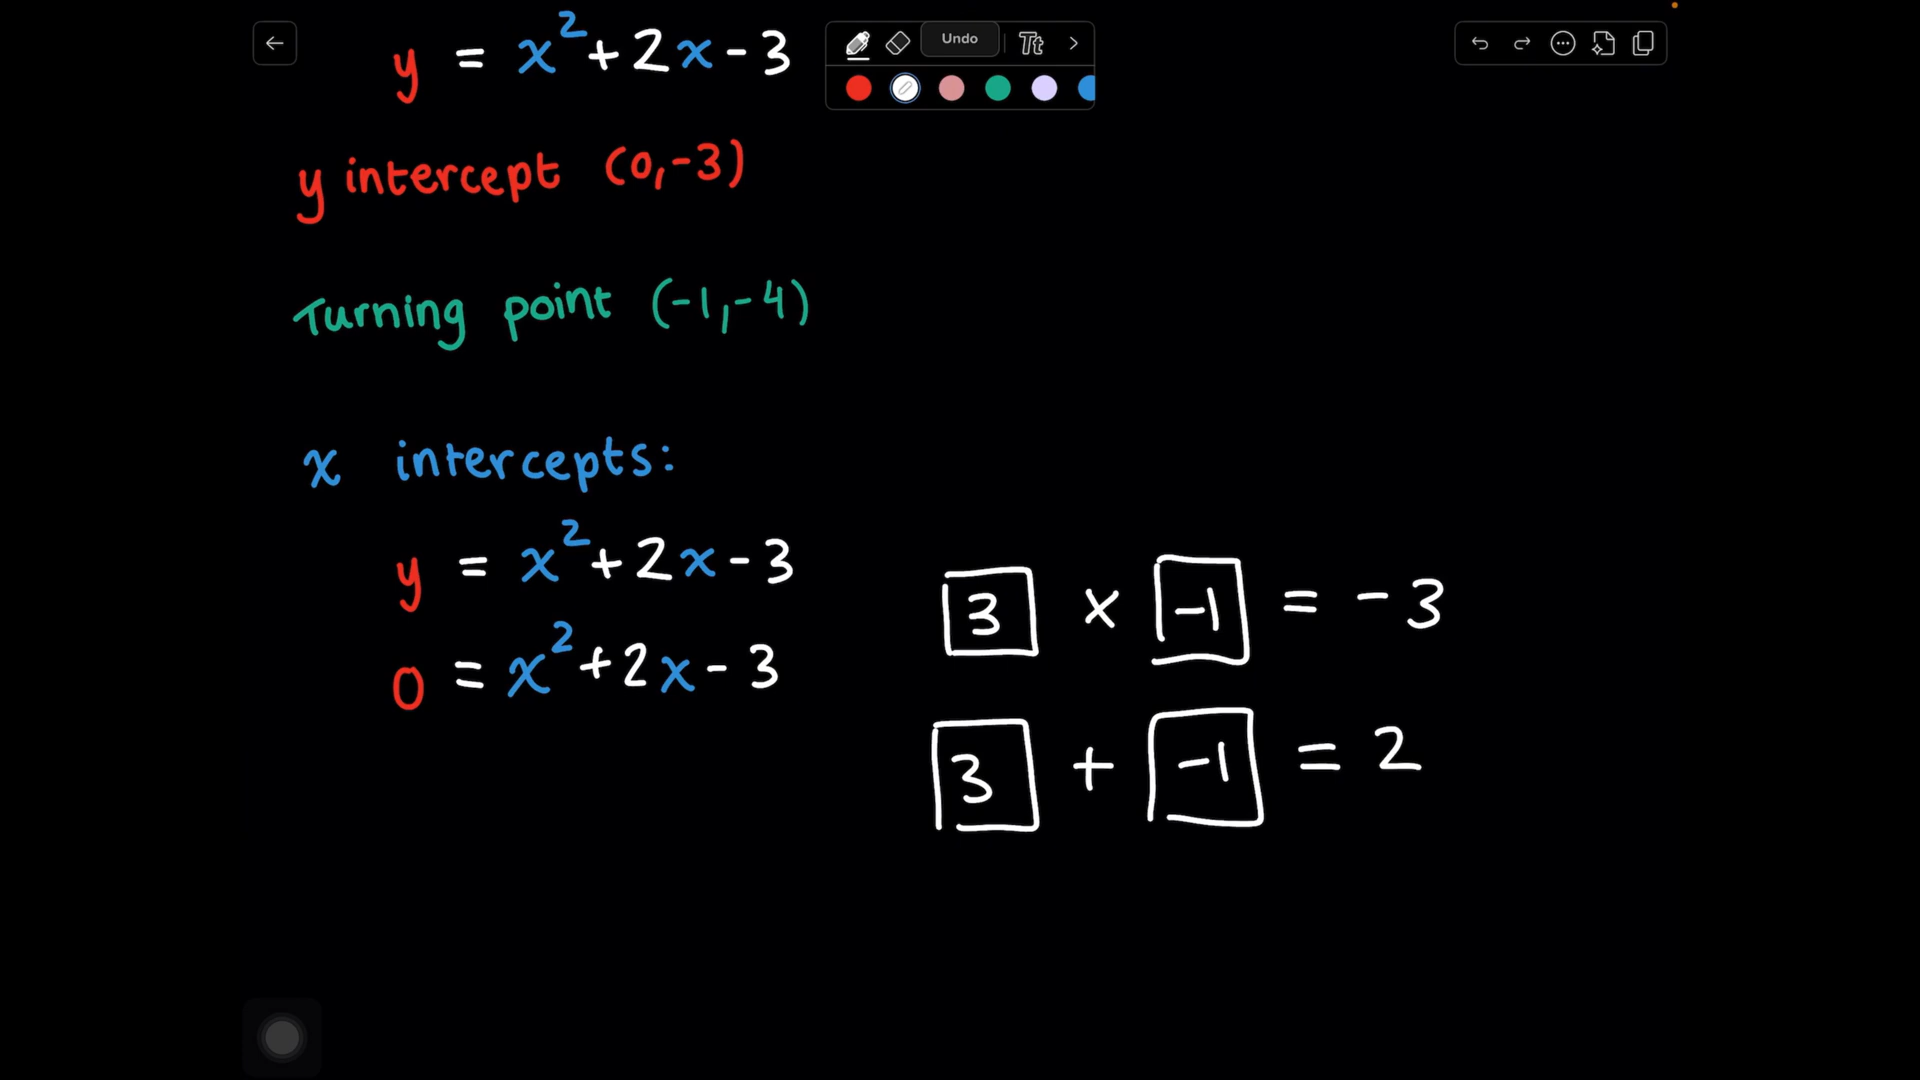 y = x²+2x-3
Undo
Tt
y intercept (0,-3)
Turning point (-1,-4)
x intercepts:
y = x²+2x-3
0 = x²+2x-3
3 x -1 = -3
3 + -1 = 2